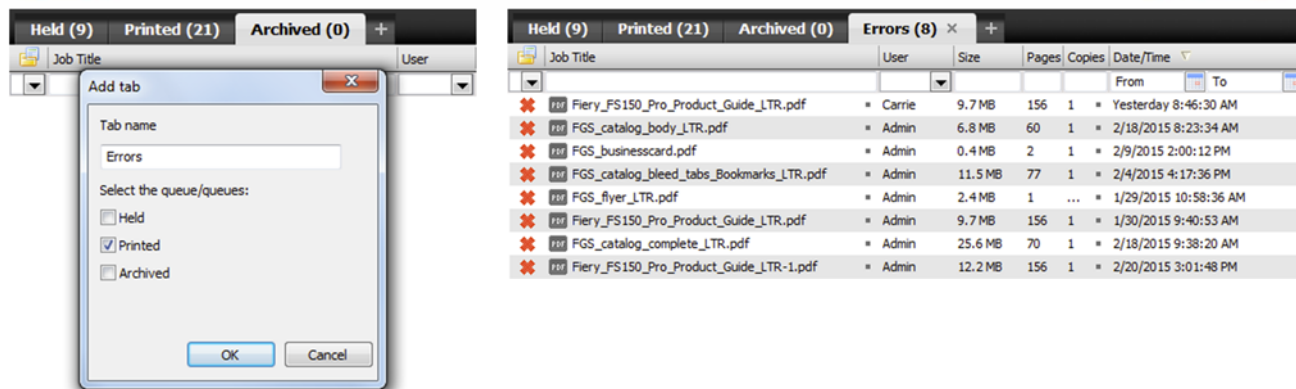 Held (9) Printed (21) Archived (0) +
Job Title User
Add tab
Tab name
Errors
Select the queue/queues:
Held
Printed
Archived
OK Cancel
Held (9) Printed (21) Archived (0) Errors (8) × +
Job Title User Size Pages Copies Date/Time
From To
PDF Fiery_FS150_Pro_Product_Guide_LTR.pdf Carrie 9.7 MB 156 1 Yesterday 8:46:30 AM
PDF FGS_catalog_body_LTR.pdf Admin 6.8 MB 60 1 2/18/2015 8:23:34 AM
PDF FGS_businesscard.pdf Admin 0.4 MB 2 1 2/9/2015 2:00:12 PM
PDF FGS_catalog_bleed_tabs_Bookmarks_LTR.pdf Admin 11.5 MB 77 1 2/4/2015 4:17:36 PM
PDF FGS_flyer_LTR.pdf Admin 2.4 MB 1 ... 1/29/2015 10:58:36 AM
PDF Fiery_FS150_Pro_Product_Guide_LTR.pdf Admin 9.7 MB 156 1 1/30/2015 9:40:53 AM
PDF FGS_catalog_complete_LTR.pdf Admin 25.6 MB 70 1 2/18/2015 9:38:20 AM
PDF Fiery_FS150_Pro_Product_Guide_LTR-1.pdf Admin 12.2 MB 156 1 2/20/2015 3:01:48 PM